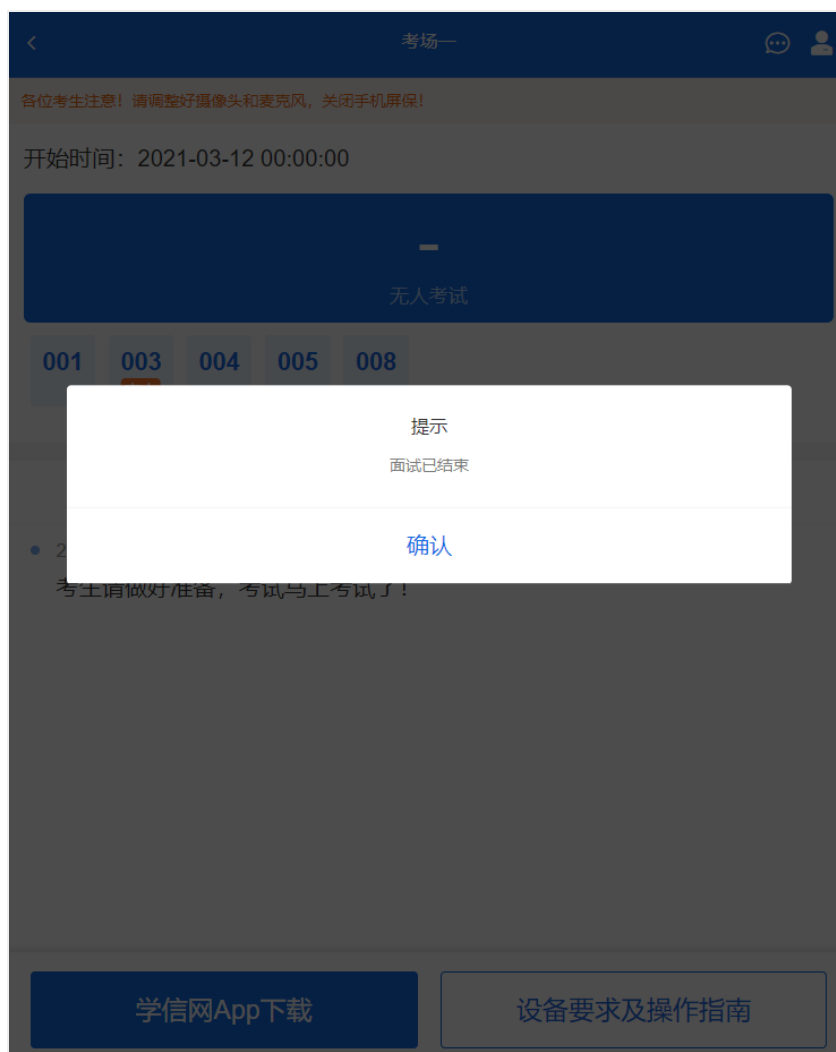 考场一
各位考生注意！请调整好摄像头和麦克风，关闭手机屏保！
开始时间：2021-03-12 00:00:00
-
无人考试
001 003 004 005 008
提示
面试已结束
确认
2
考生请做好准备，考试马上考试了！
学信网App下载
设备要求及操作指南